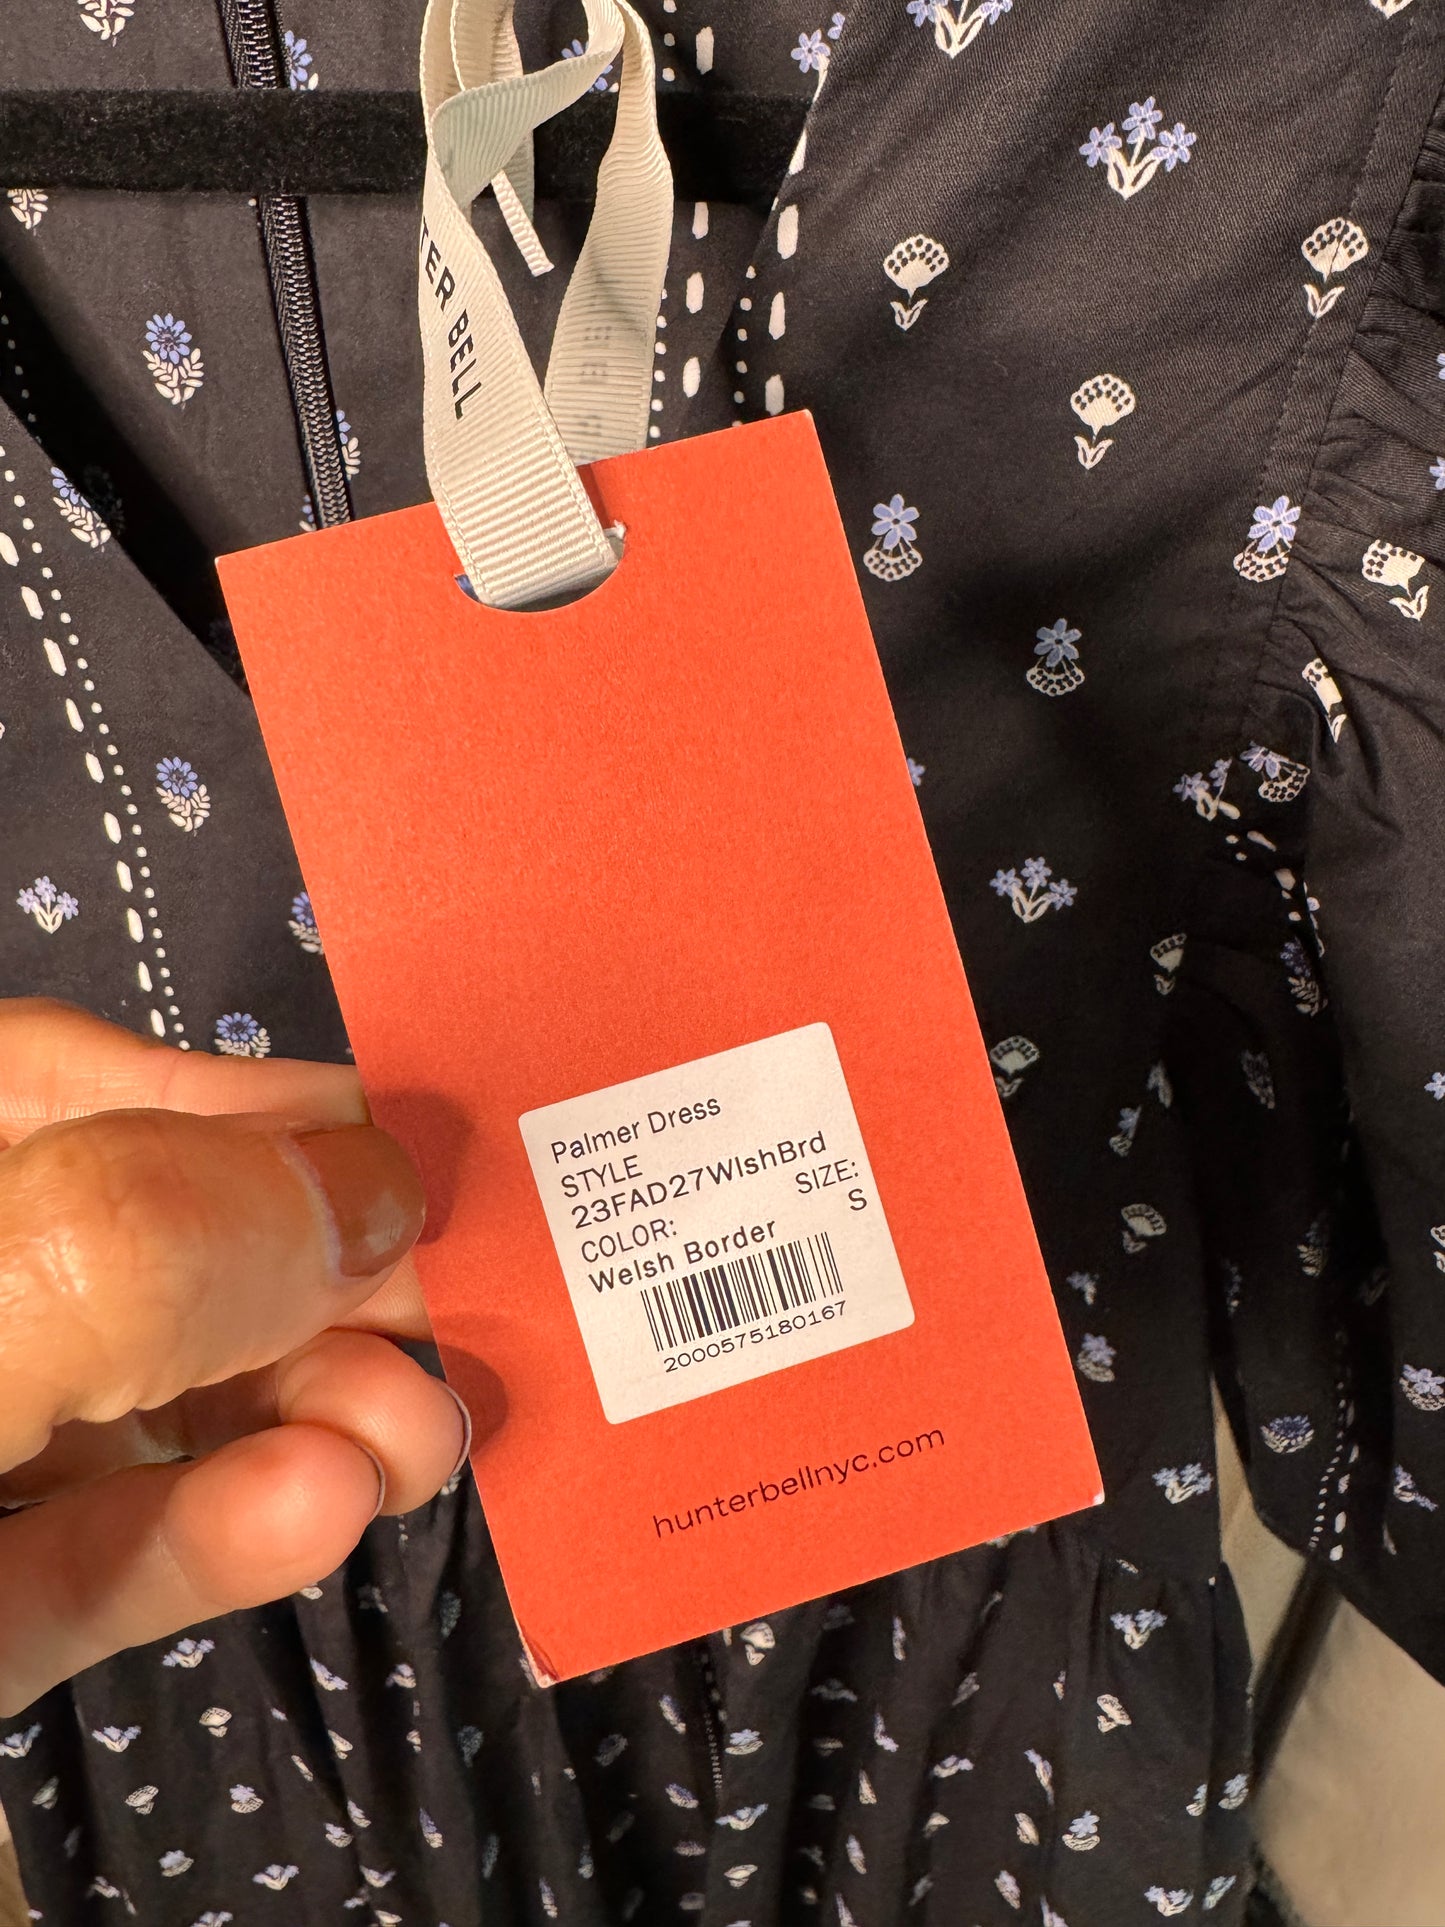 TER BELL
Palmer Dress
STYLE
23FAD27WlshBrd
SIZE:
COLOR:
S
Welsh Border
2000575180167
hunterbellnyc.com